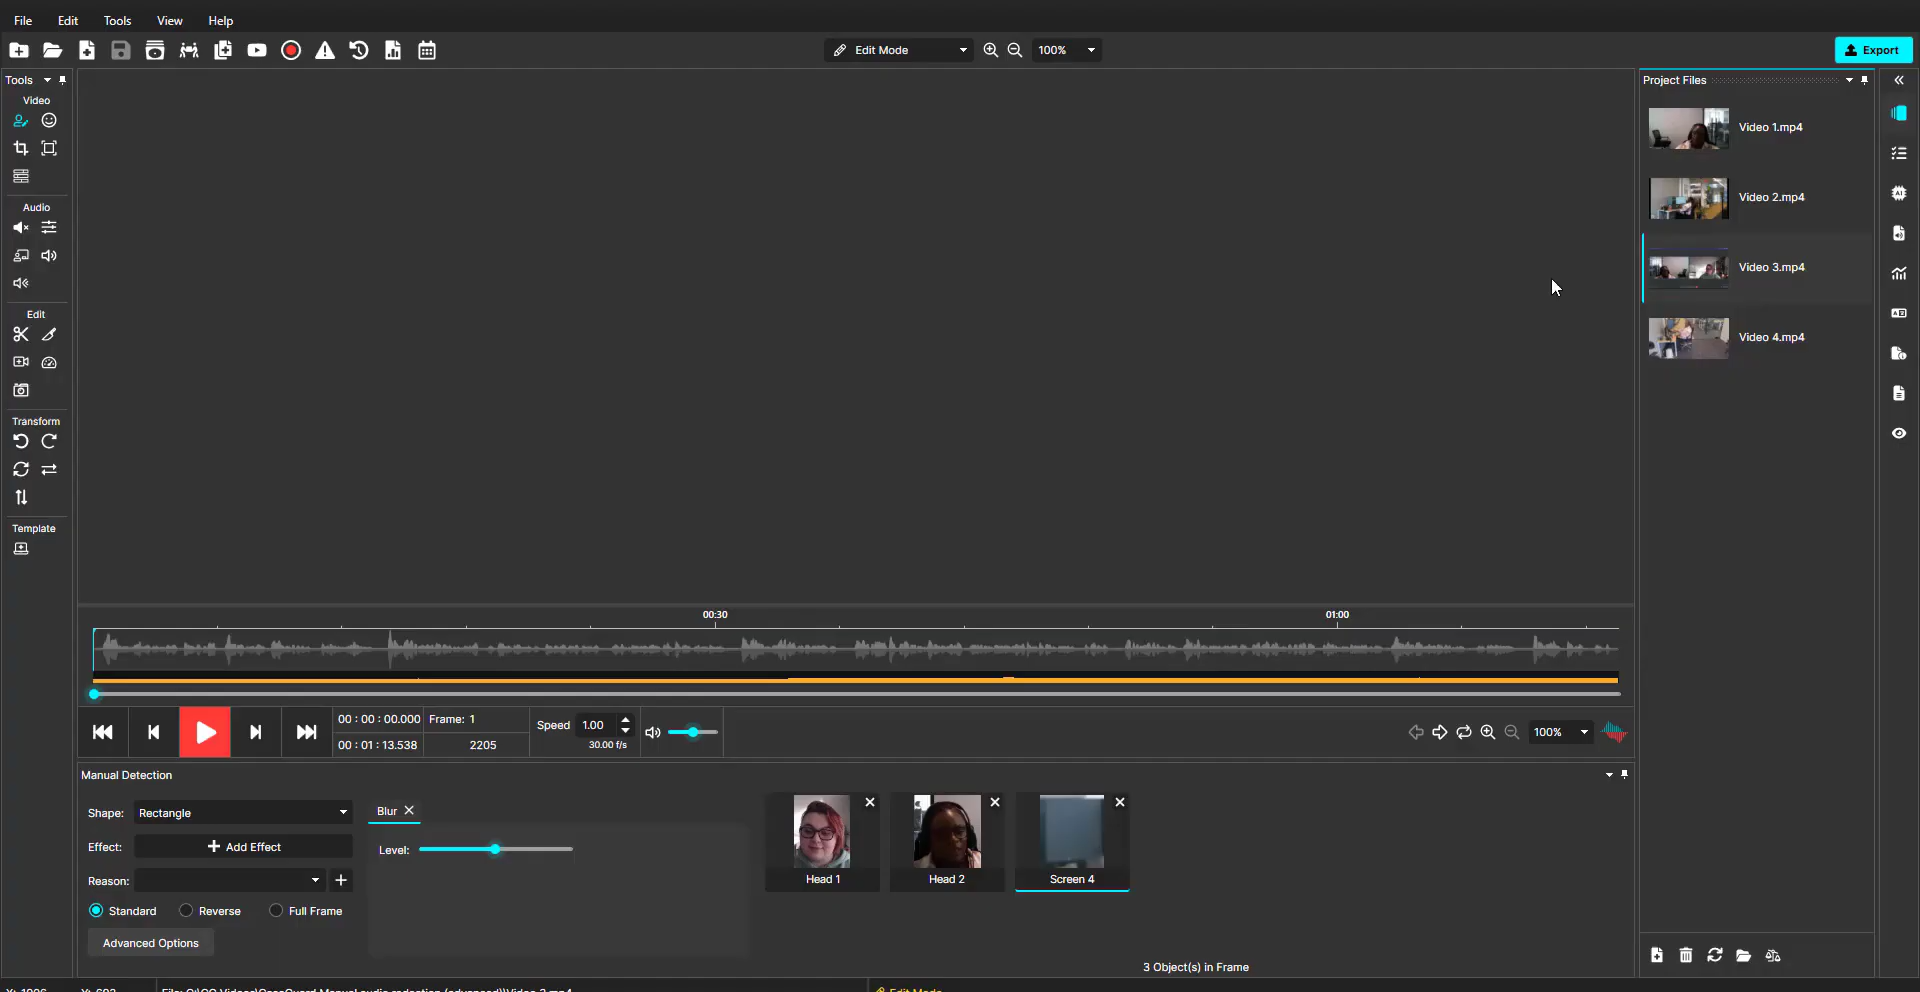 File Edit Tools View Help
Edit Mode 100% Export
Tools
Video
Audio
Edit
Transform
Template
Project Files
Video 1.mp4
Video 2.mp4
Video 3.mp4
Video 4.mp4
00:30 01:00
00 : 00 : 00.000 Frame: 1
00 : 01 : 13.538 2205
Speed 1.00
30.00 f/s
100%
Manual Detection
Shape: Rectangle
Effect: Add Effect
Reason:
Standard Reverse Full Frame
Advanced Options
Blur
Level:
Head 1 Head 2 Screen 4
3 Object(s) in Frame